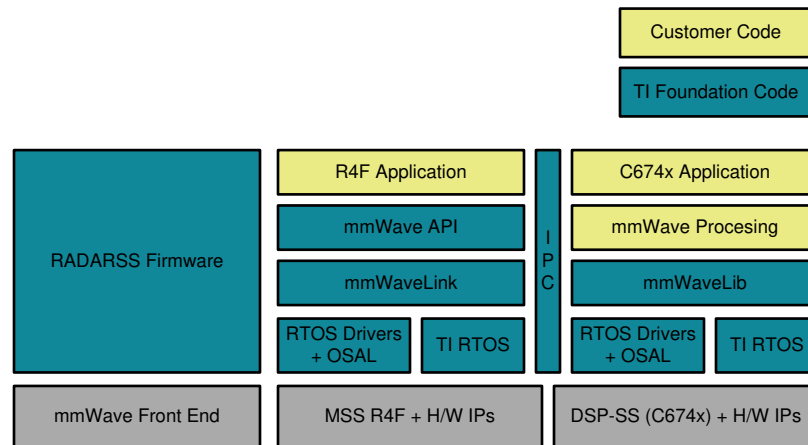 Customer Code
TI Foundation Code
RADARSS Firmware
R4F Application
mmWave API
mmWaveLink
RTOS Drivers
+ OSAL
TI RTOS
I
P
C
C674x Application
mmWave Procesing
mmWaveLib
RTOS Drivers
+ OSAL
TI RTOS
mmWave Front End
MSS R4F + H/W IPs
DSP-SS (C674x) + H/W IPs